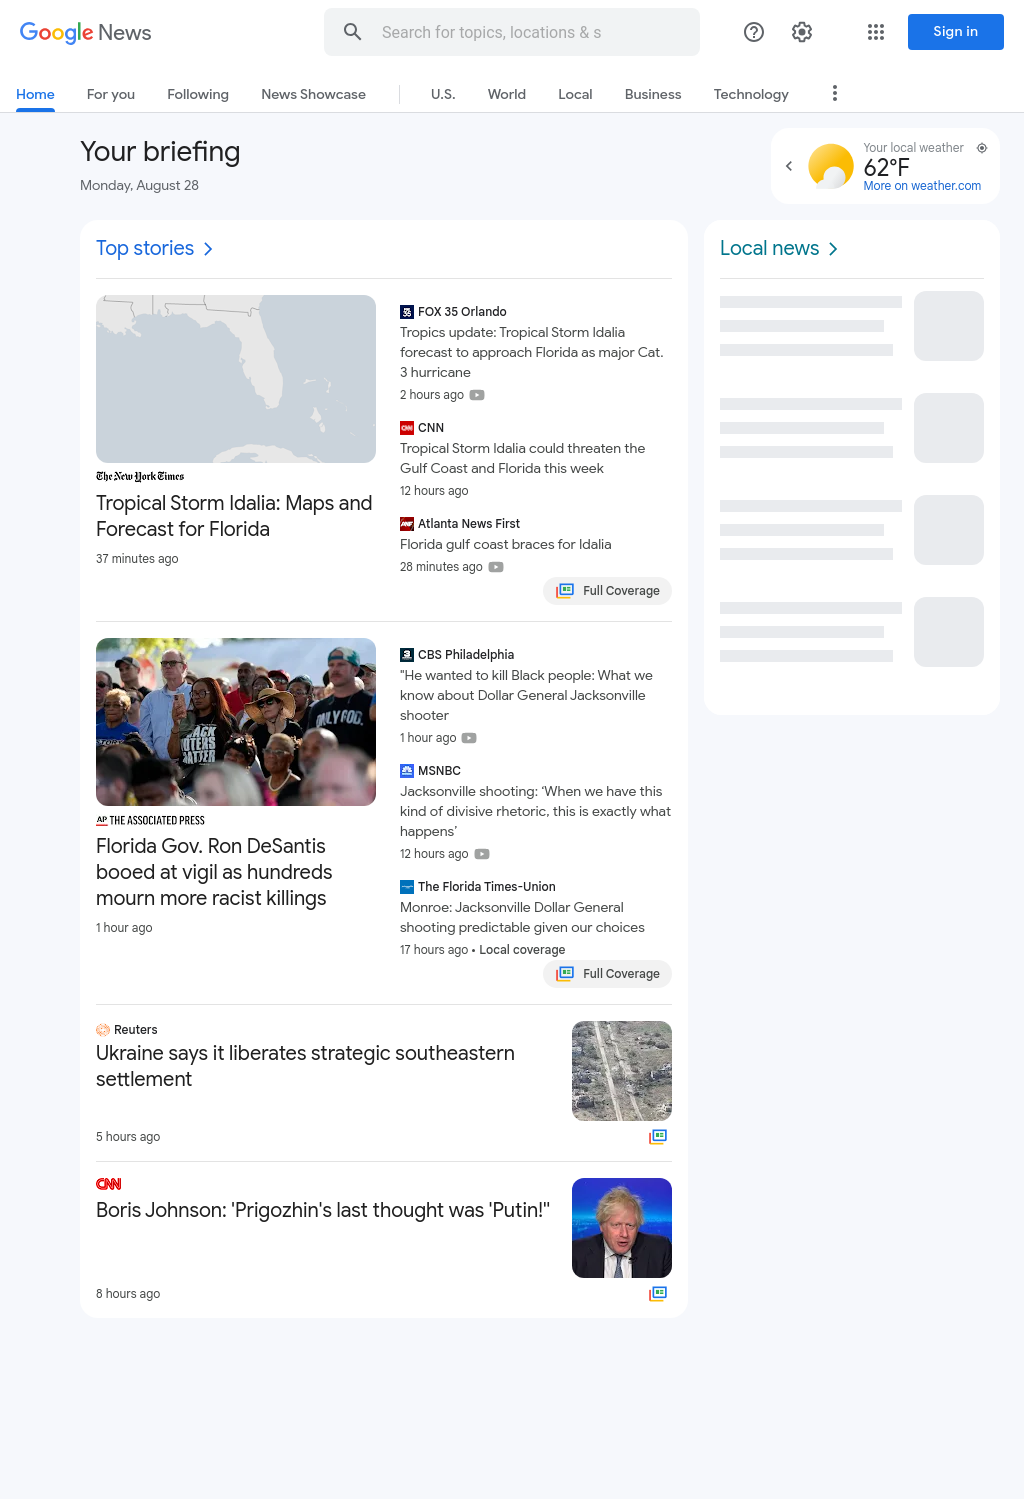 Google News
Search for topics, locations & s
Sign in
Home
For you
Following
News Showcase
U.S.
World
Local
Business
Technology
Your briefing
Monday, August 28
Your local weather
62°F
More on weather.com
Top stories
The New York Times
Tropical Storm Idalia: Maps and
Forecast for Florida
37 minutes ago
FOX 35 Orlando
Tropics update: Tropical Storm Idalia
forecast to approach Florida as major Cat.
3 hurricane
2 hours ago
CNN
Tropical Storm Idalia could threaten the
Gulf Coast and Florida this week
12 hours ago
Atlanta News First
Florida gulf coast braces for Idalia
28 minutes ago
Full Coverage
BLACK
VOTERS
MATTER
ONLY GOD.
AP THE ASSOCIATED PRESS
Florida Gov. Ron DeSantis
booed at vigil as hundreds
mourn more racist killings
1 hour ago
CBS Philadelphia
"He wanted to kill Black people: What we
know about Dollar General Jacksonville
shooter
1 hour ago
MSNBC
Jacksonville shooting: ‘When we have this
kind of divisive rhetoric, this is exactly what
happens’
12 hours ago
The Florida Times-Union
Monroe: Jacksonville Dollar General
shooting predictable given our choices
17 hours ago • Local coverage
Full Coverage
Reuters
Ukraine says it liberates strategic southeastern
settlement
5 hours ago
CNN
Boris Johnson: 'Prigozhin's last thought was 'Putin!''
8 hours ago
Local news